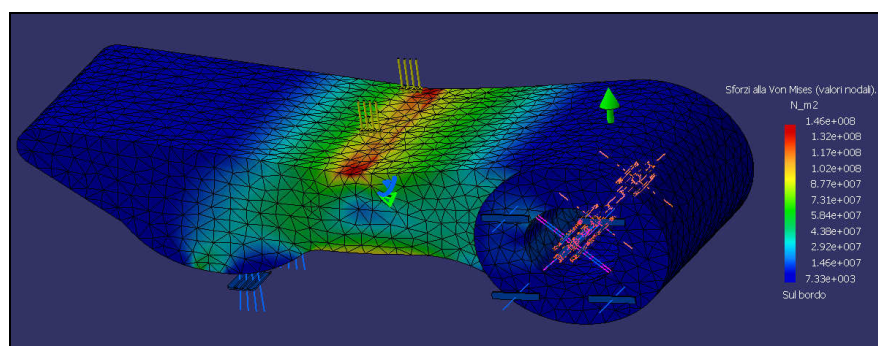 Sforzi alla Von Mises (valori nodali).
N_m2
1.46e+008
1.32e+008
1.17e+008
1.02e+008
8.77e+007
7.31e+007
5.84e+007
4.38e+007
2.92e+007
1.46e+007
7.33e+003
Sul bordo